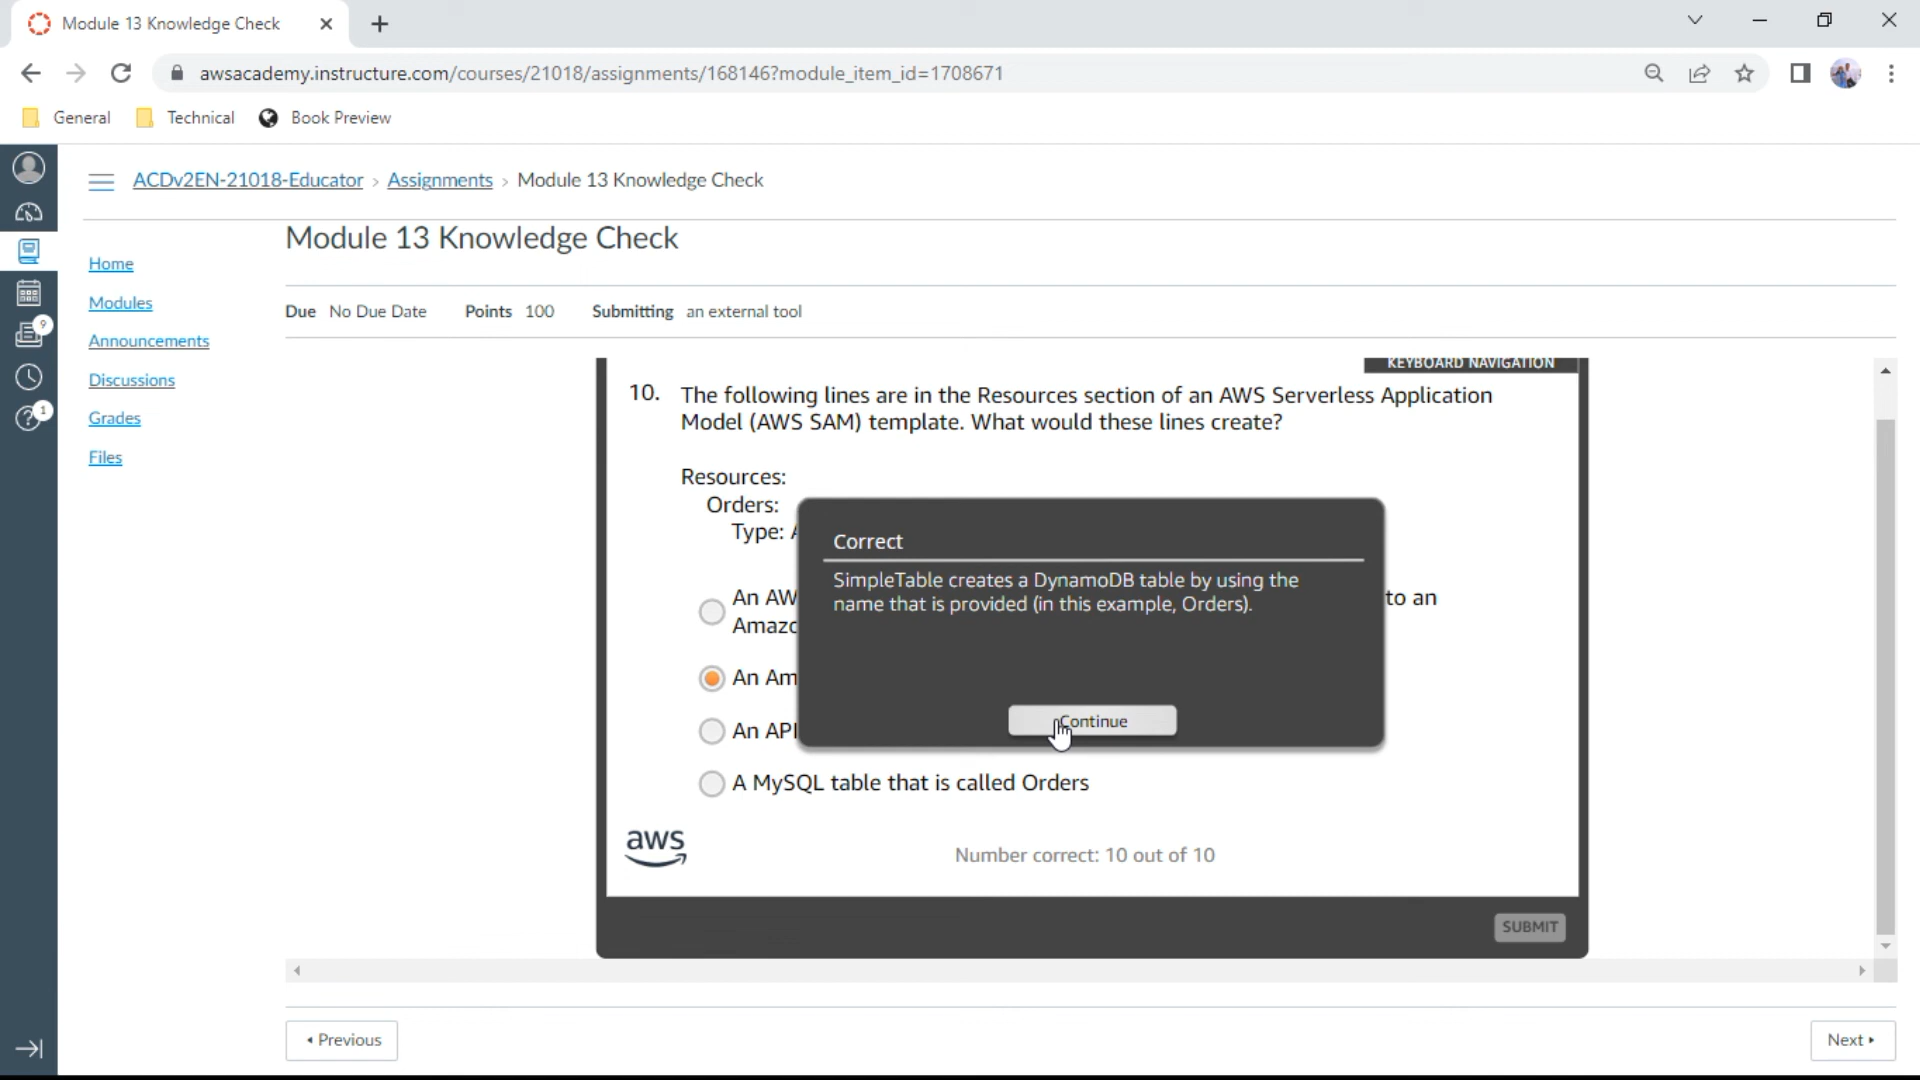 Module 13 Knowledge Check
awsacademy.instructure.com/courses/21018/assignments/168146?module_item_id=1708671
General Technical Book Preview
ACDv2EN-21018-Educator > Assignments > Module 13 Knowledge Check
Module 13 Knowledge Check
Home
Modules
Announcements
Discussions
Grades
Files
9
1
Due No Due Date Points 100 Submitting an external tool
KEYBOARD NAVIGATION
10. The following lines are in the Resources section of an AWS Serverless Application
Model (AWS SAM) template. What would these lines create?
Resources:
Orders:
Type:
Correct
SimpleTable creates a DynamoDB table by using the
name that is provided (in this example, Orders).
Continue
An AW to an
Amazo
An Am
An API
A MySQL table that is called Orders
aws
Number correct: 10 out of 10
SUBMIT
Previous
Next